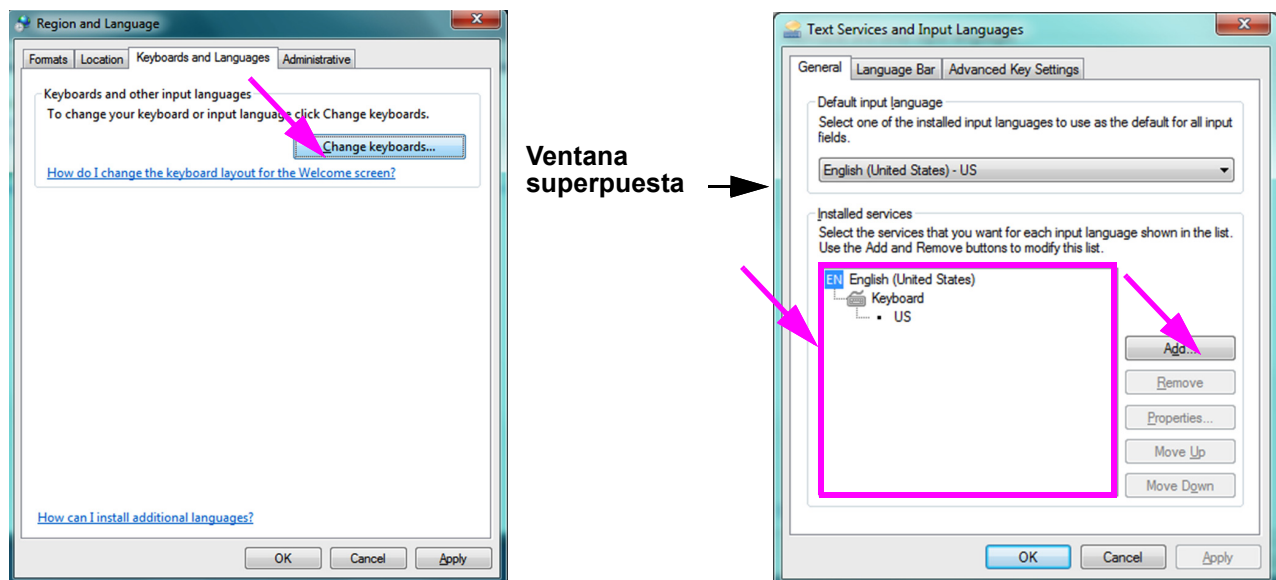 Region and Language
Formats Location Keyboards and Languages Administrative
Keyboards and other input languages
To change your keyboard or input language click Change keyboards.
Change keyboards...
How do I change the keyboard layout for the Welcome screen?
How can I install additional languages?
OK Cancel Apply
Ventana
superpuesta
Text Services and Input Languages
General Language Bar Advanced Key Settings
Default input language
Select one of the installed input languages to use as the default for all input
fields.
English (United States) - US
Installed services
Select the services that you want for each input language shown in the list.
Use the Add and Remove buttons to modify this list.
EN English (United States)
Keyboard
US
Add...
Remove
Properties...
Move Up
Move Down
OK Cancel Apply